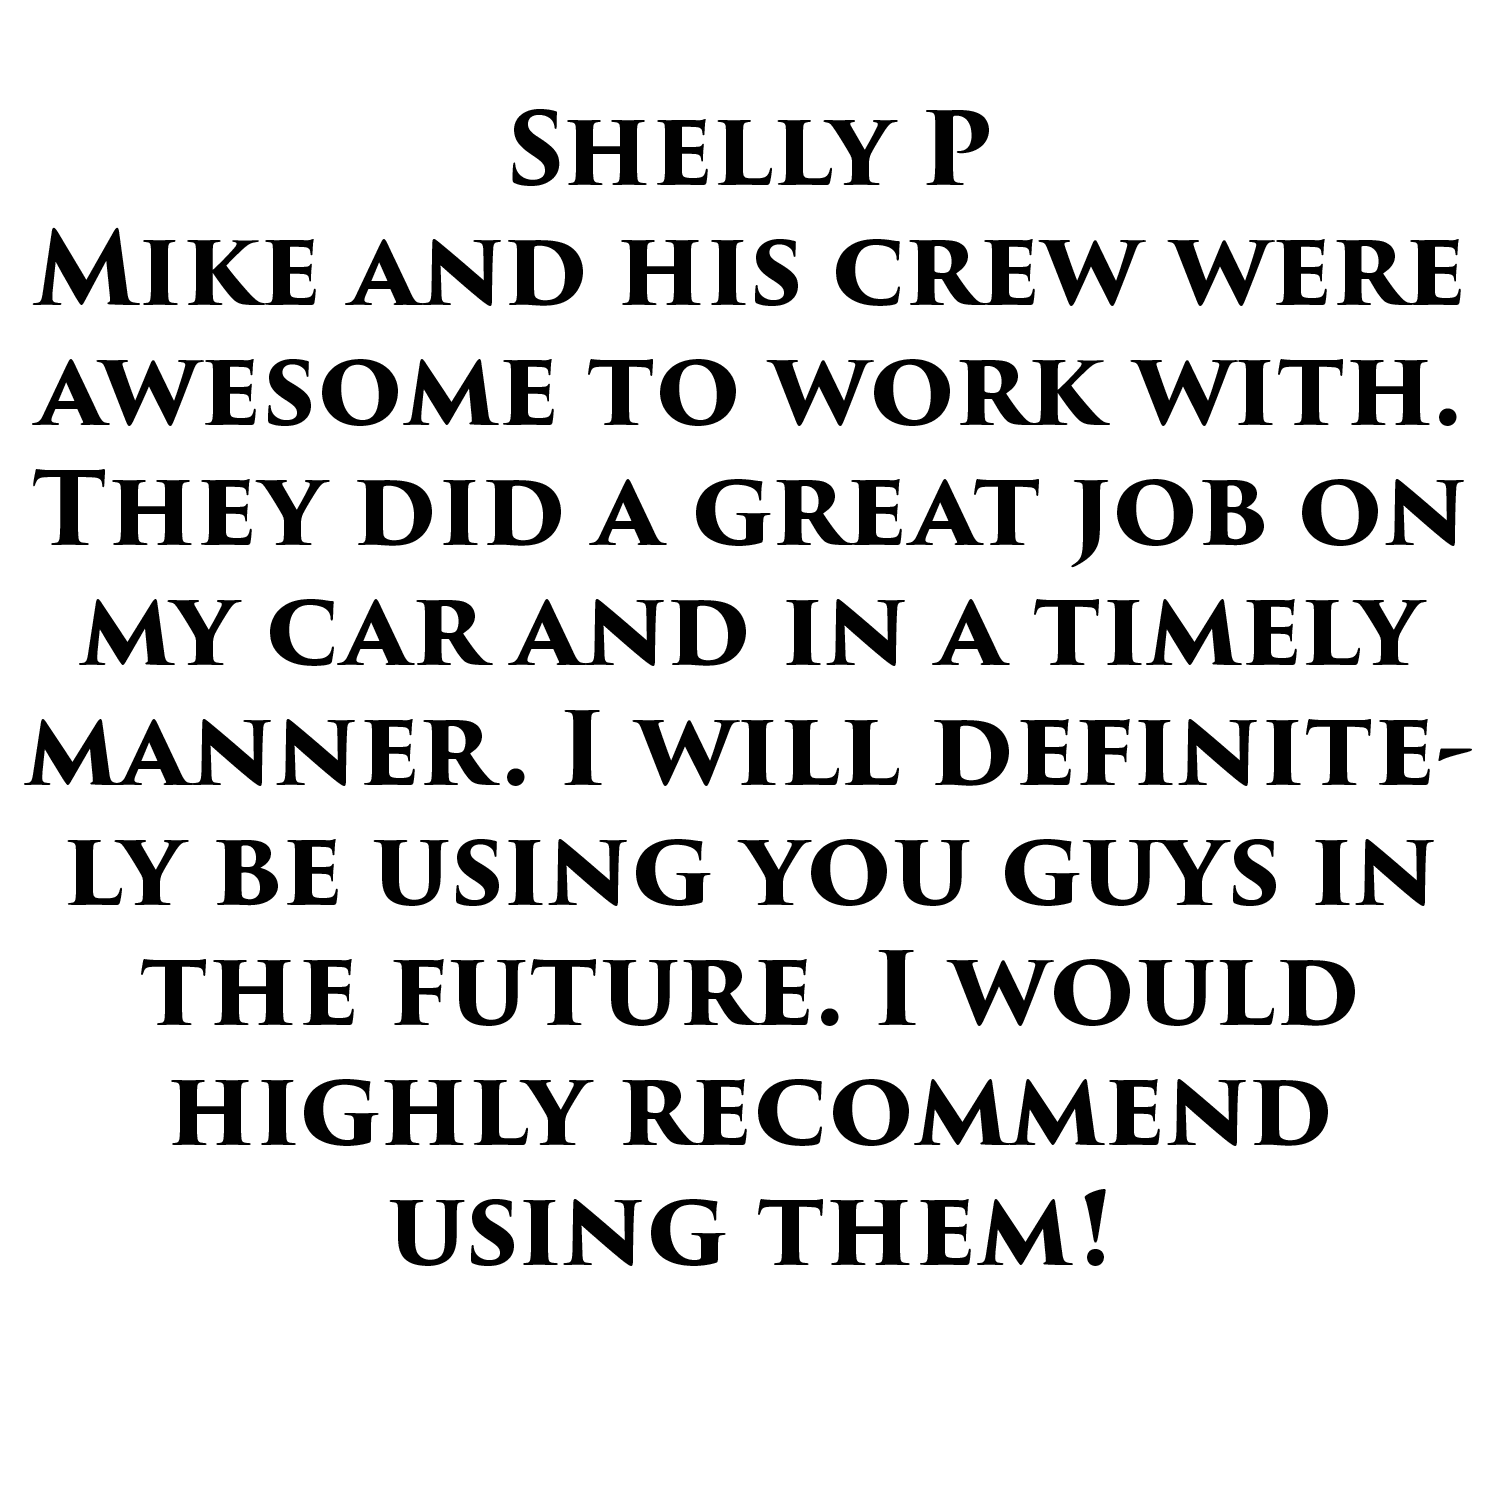 Shelly P
Mike and his crew were
awesome to work with.
They did a great job on
my car and in a timely
manner. I will definite-
ly be using you guys in
the future. I would
highly recommend
using them!